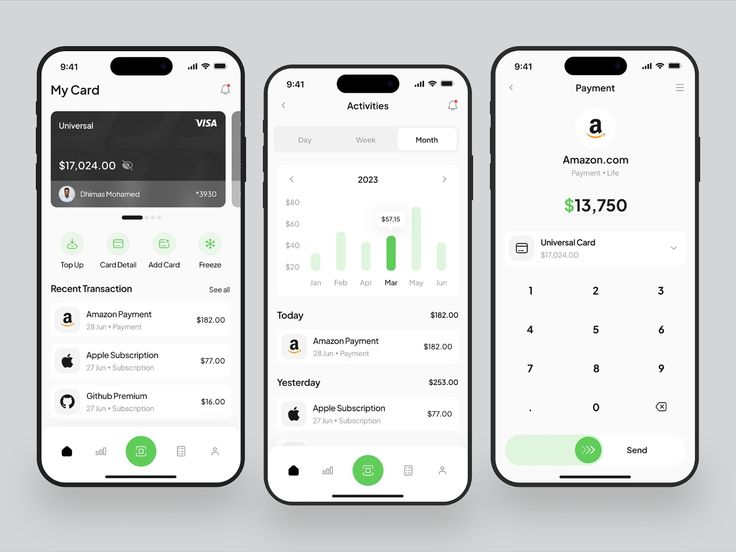 9:41
My Card
Universal
VISA
$17,024.00
Dhimas Mohamed
*3930
Top Up
Card Detail
Add Card
Freeze
Recent Transaction
See all
Amazon Payment
28 Jun • Payment
$182.00
Apple Subscription
27 Jun • Subscription
$77.00
Github Premium
27 Jun • Subscription
$16.00
9:41
Activities
Day
Week
Month
2023
$80
$60
$40
$20
$57,15
Jan
Feb
Apr
Mar
May
Jun
Today
$182.00
Amazon Payment
28 Jun • Payment
$182.00
Yesterday
$253.00
Apple Subscription
27 Jun • Subscription
$77.00
9:41
Payment
Amazon.com
Payment • Life
$13,750
Universal Card
$17,024.00
1
2
3
4
5
6
7
8
9
.
0
Send